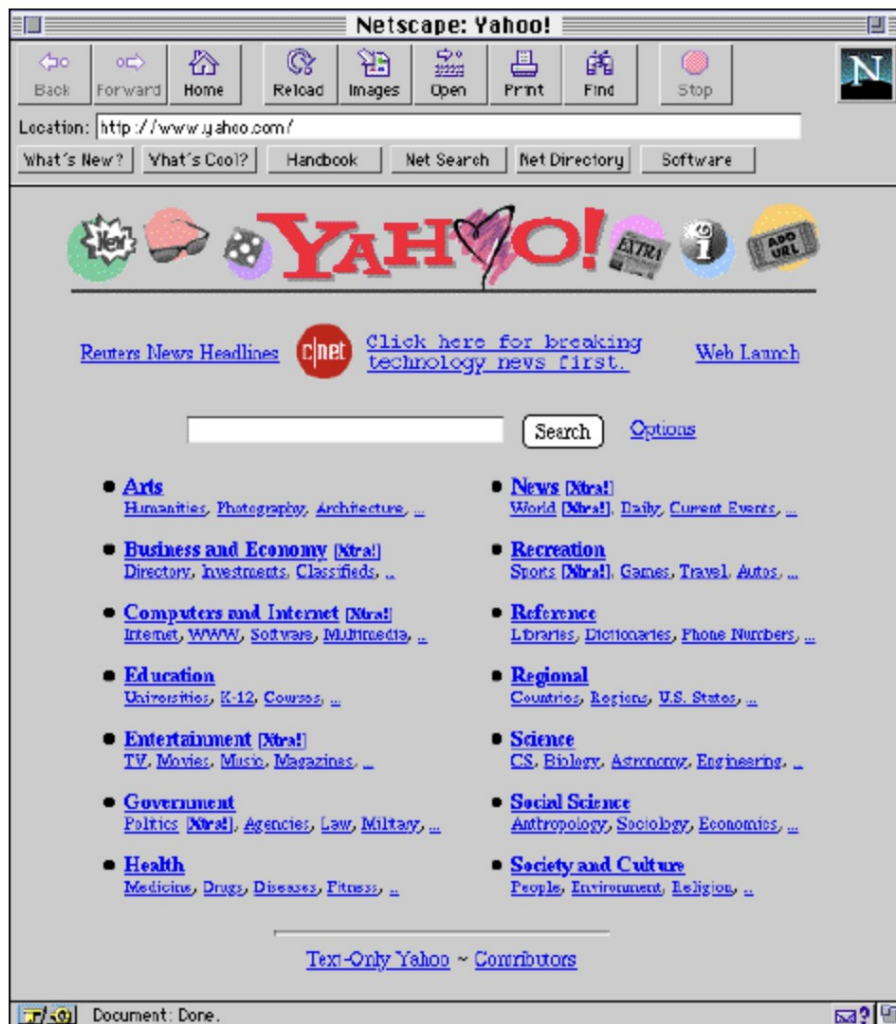 Netscape: Yahoo!
Back Forward Home Reload Images Open Print Find Stop N
Location: http://www.yahoo.com/
What's New? What's Cool? Handbook Net Search Net Directory Software
New YAHOO! EXTRA i ADD URL
Reuters News Headlines c|net Click here for breaking technology news first. Web Launch
Search Options
Arts
Humanities, Photography, Architecture, ...
Business and Economy [Xtra!]
Directory, Investments, Classifieds, ...
Computers and Internet [Xtra!]
Internet, WWW, Software, Multimedia, ...
Education
Universities, K-12, Courses, ...
Entertainment [Xtra!]
TV, Movies, Music, Magazines, ...
Government
Politics [Xtra!], Agencies, Law, Military, ...
Health
Medicine, Drugs, Diseases, Fitness, ...
News [Xtra!]
World [Xtra!], Daily, Current Events, ...
Recreation
Sports [Xtra!], Games, Travel, Autos, ...
Reference
Libraries, Dictionaries, Phone Numbers, ...
Regional
Countries, Regions, U.S. States, ...
Science
CS, Biology, Astronomy, Engineering, ...
Social Science
Anthropology, Sociology, Economics, ...
Society and Culture
People, Environment, Religion, ...
Text-Only Yahoo ~ Contributors
Document: Done. ?